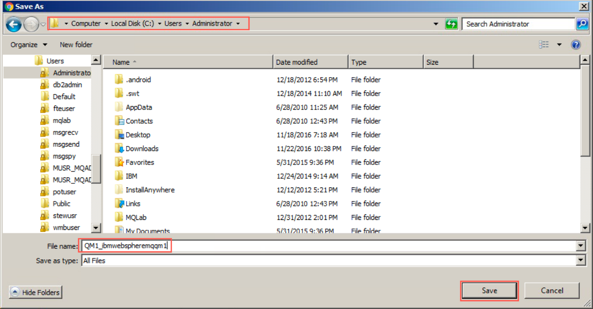 Save As
Computer Local Disk (C:) Users Administrator
Search Administrator
Organize New folder
Name Date modified Type Size
Users
Administrato
db2admin
Default
fteuser
mqlab
msgrecv
msgsend
msgspy
MUSR_MQAD
MUSR_MQAD
potuser
Public
stewusr
wmbuser
.android 12/18/2012 6:54 PM File folder
.swt 12/18/2014 11:10 AM File folder
AppData 6/28/2010 11:25 AM File folder
Contacts 6/28/2010 12:43 PM File folder
Desktop 11/18/2016 7:18 AM File folder
Downloads 11/22/2016 10:38 PM File folder
Favorites 5/31/2015 9:36 PM File folder
IBM 12/24/2014 9:14 AM File folder
InstallAnywhere 12/12/2012 5:21 PM File folder
Links 6/28/2010 12:43 PM File folder
MQLab 12/31/2012 2:01 PM File folder
My Documents 5/31/2015 9:36 PM File folder
File name: QM1_ibmwebspheremqqm1
Save as type: All Files
Hide Folders Save Cancel